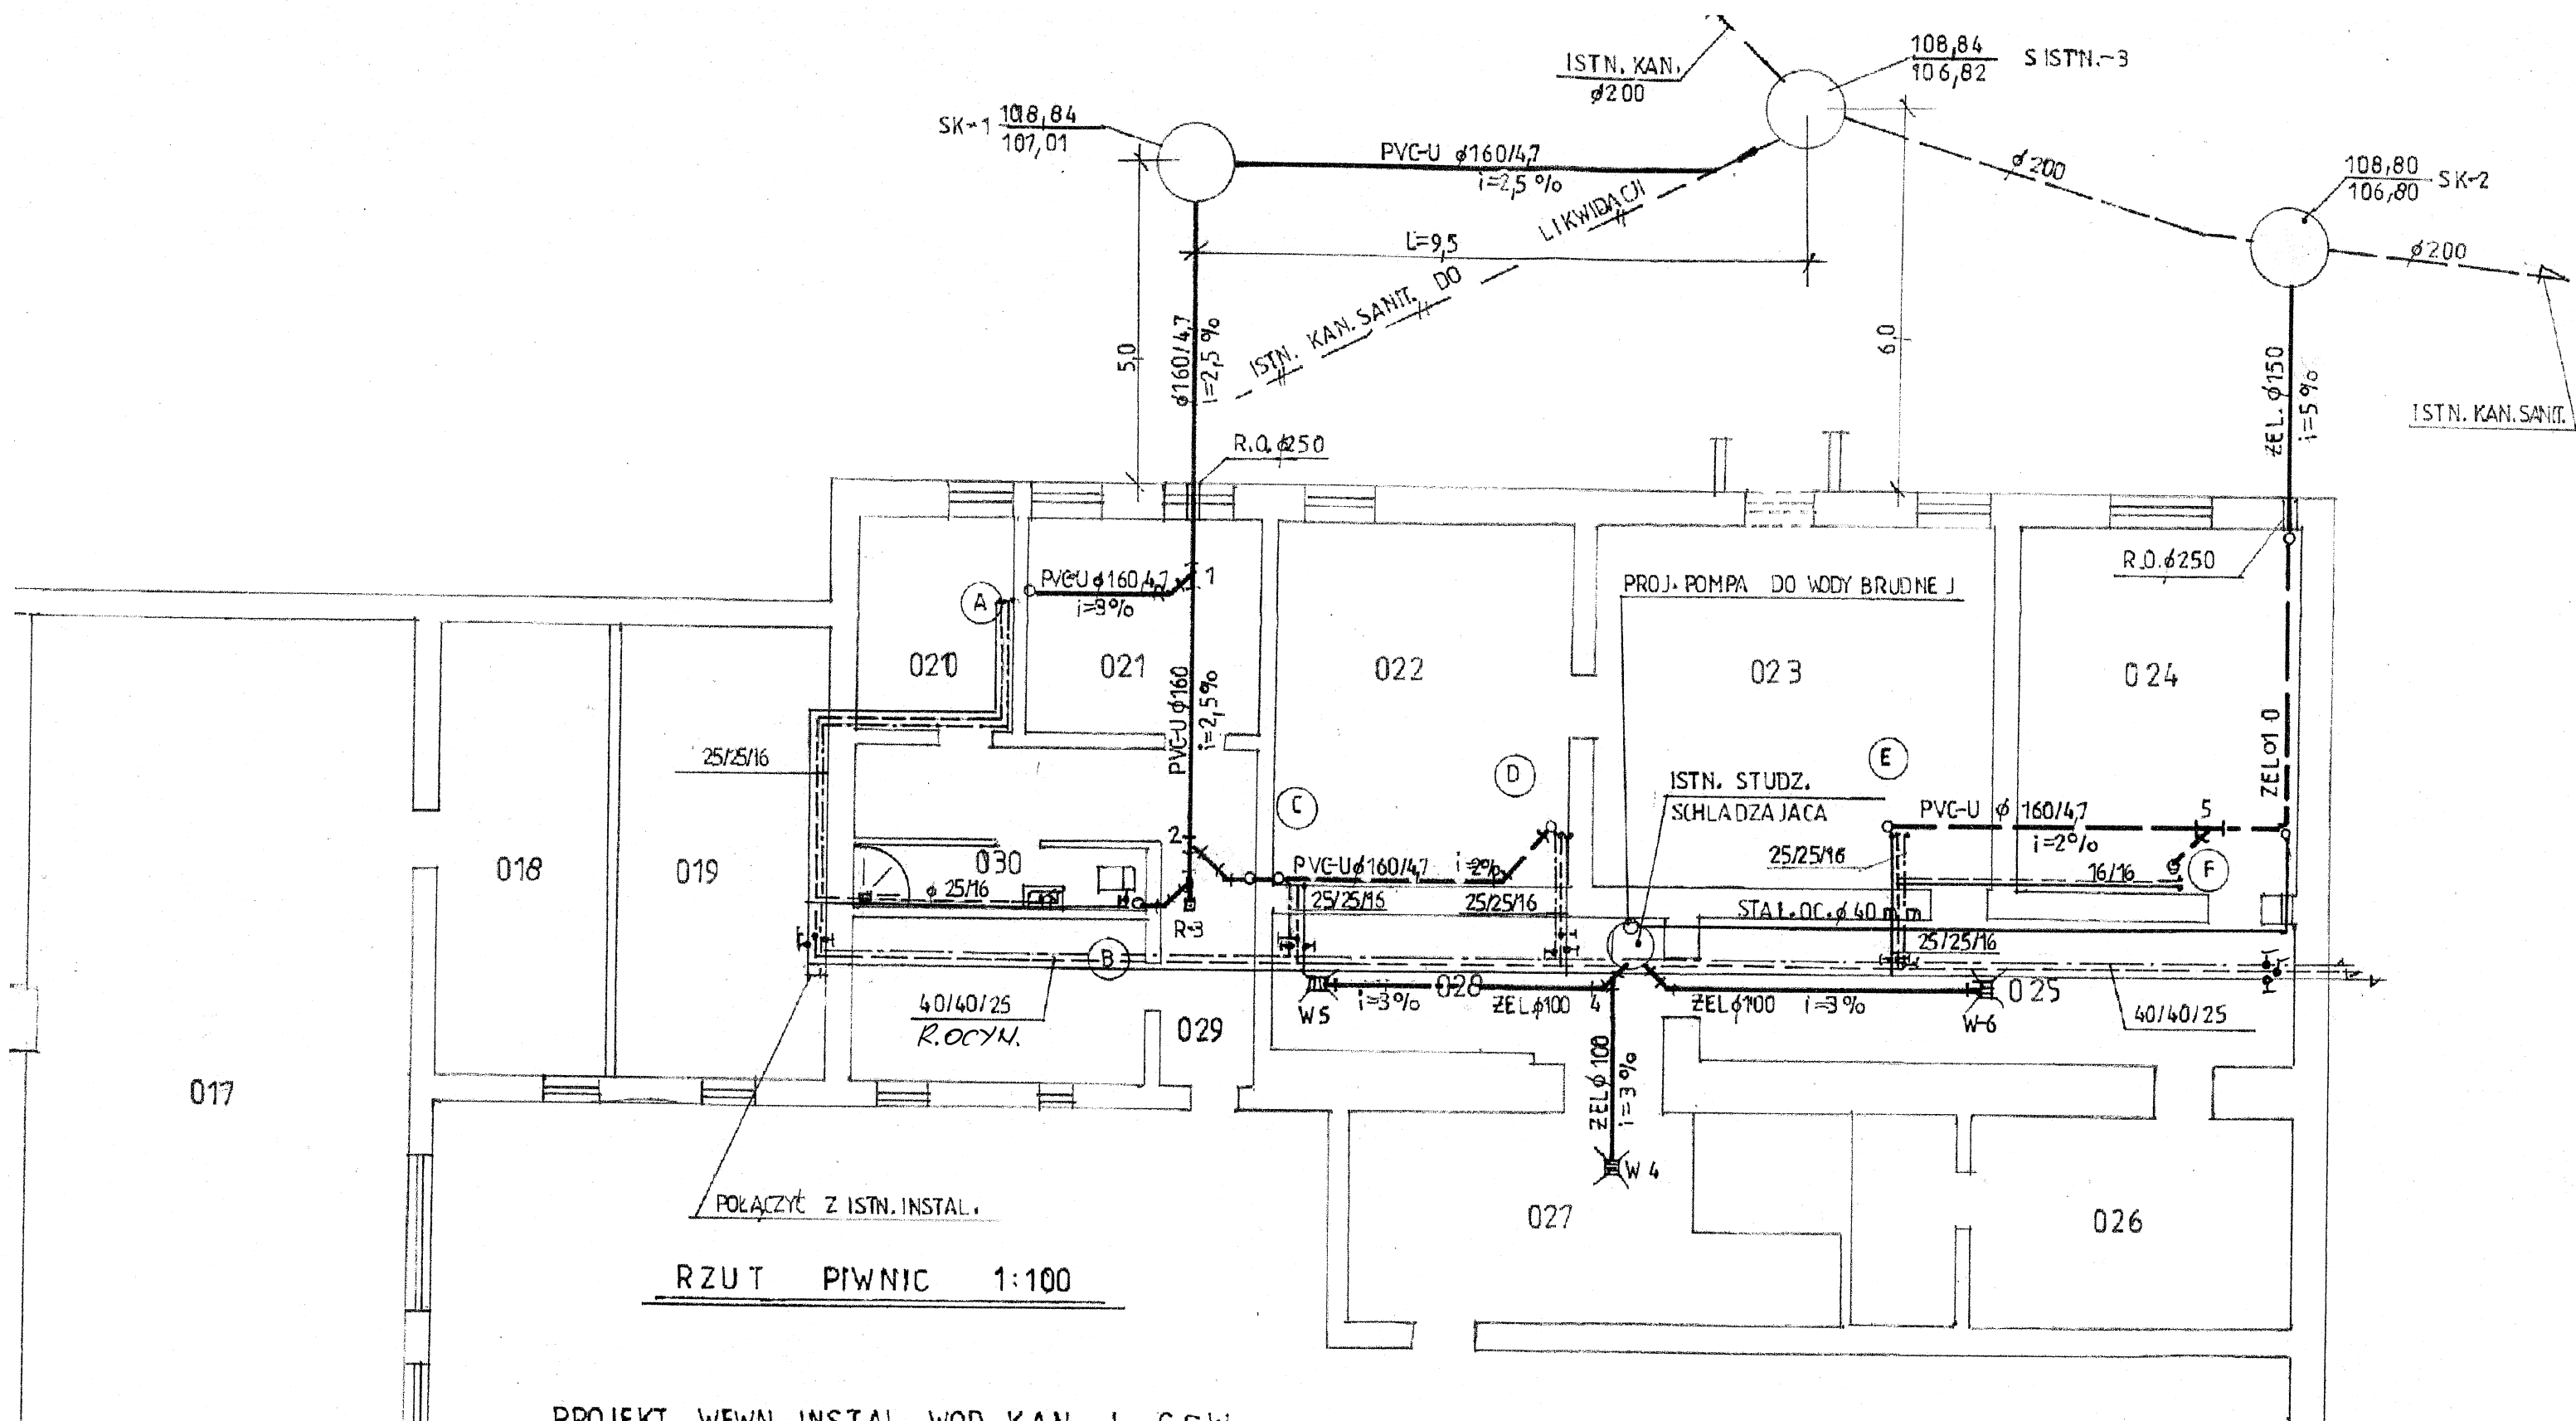 ISTN. KAN.
ø200
108,84
106,82
S ISTN.-3
SK-1
108,84
107,01
PVC-U ø160/4,7
i=2,5 %
ø200
108,80
106,80
SK-2
ø200
L=9,5
ISTN. KAN. SANIT. DO LIKWIDACJI
5,0
ø160/4,7
i=2,5 %
6,0
ŻEL. ø150
i=5%
ISTN. KAN. SANIT.
R.O. ø250
R.O. ø250
A
PVC-U ø160/4,7
i=3%
1
PROJ. POMPA DO WODY BRUDNEJ
020
021
022
023
024
PVC-U ø160
i=2,5%
25/25/16
C
D
E
ISTN. STUDZ.
SCHLADZAJACA
PVC-U ø 160/4,7
i=2%
5
2
018
019
030
ø 25/16
PVC-U ø160/4,7
i=2%
25/25/16
25/25/16
25/25/16
16/16
F
STAL. OC. ø 40 mm
R-3
B
25/25/16
40/40/25
R. OCYN.
029
W5
i=3%
028
ŻEL ø100
4
ŻEL ø100
i=3%
W-6
025
40/40/25
ŻEL ø 100
i=3%
W 4
017
027
026
POŁĄCZYĆ Z ISTN. INSTAL.
RZUT PIWNIC 1:100
PROJEKT WEWN. INSTAL. WOD-KAN. I C.C.W.